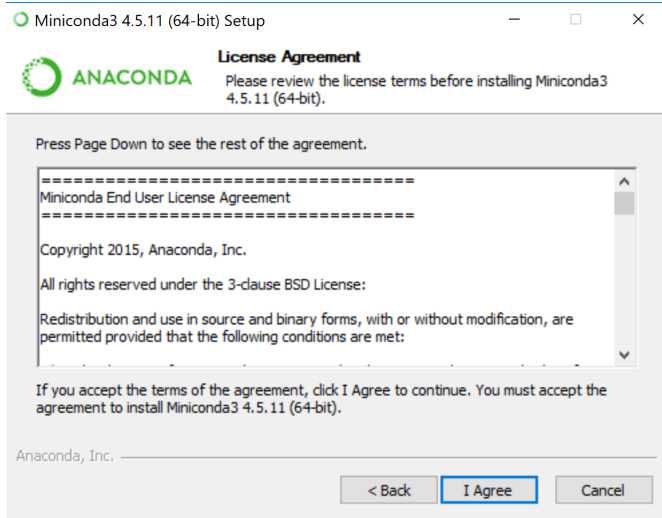 Miniconda3 4.5.11 (64-bit) Setup
ANACONDA
License Agreement
Please review the license terms before installing Miniconda3
4.5.11 (64-bit).
Press Page Down to see the rest of the agreement.
===================================
Miniconda End User License Agreement
===================================
Copyright 2015, Anaconda, Inc.
All rights reserved under the 3-clause BSD License:
Redistribution and use in source and binary forms, with or without modification, are
permitted provided that the following conditions are met:
If you accept the terms of the agreement, click I Agree to continue. You must accept the
agreement to install Miniconda3 4.5.11 (64-bit).
Anaconda, Inc.
< Back
I Agree
Cancel